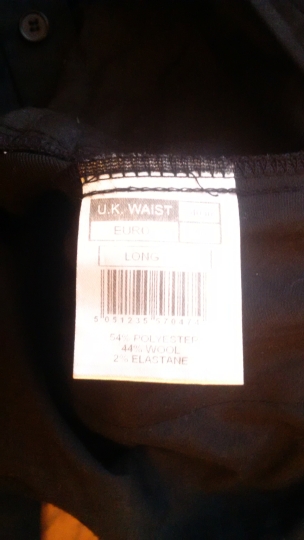 U.K.-WAIST
EURO
LONG
54% POLYESTER
44% WOOL
2% ELASTANE